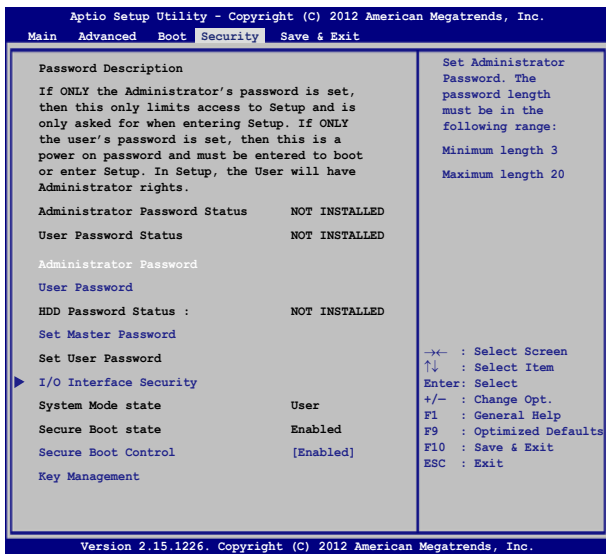 Aptio Setup Utility - Copyright (C) 2012 American Megatrends, Inc.
Main Advanced Boot Security Save & Exit
Password Description
If ONLY the Administrator's password is set,
then this only limits access to Setup and is
only asked for when entering Setup. If ONLY
the user's password is set, then this is a
power on password and must be entered to boot
or enter Setup. In Setup, the User will have
Administrator rights.
Administrator Password Status NOT INSTALLED
User Password Status NOT INSTALLED
Administrator Password
User Password
HDD Password Status : NOT INSTALLED
Set Master Password
Set User Password
I/O Interface Security
System Mode state User
Secure Boot state Enabled
Secure Boot Control [Enabled]
Key Management
Set Administrator
Password. The
password length
must be in the
following range:
Minimum length 3
Maximum length 20
→← : Select Screen
↑↓ : Select Item
Enter: Select
+/— : Change Opt.
F1 : General Help
F9 : Optimized Defaults
F10 : Save & Exit
ESC : Exit
Version 2.15.1226. Copyright (C) 2012 American Megatrends, Inc.